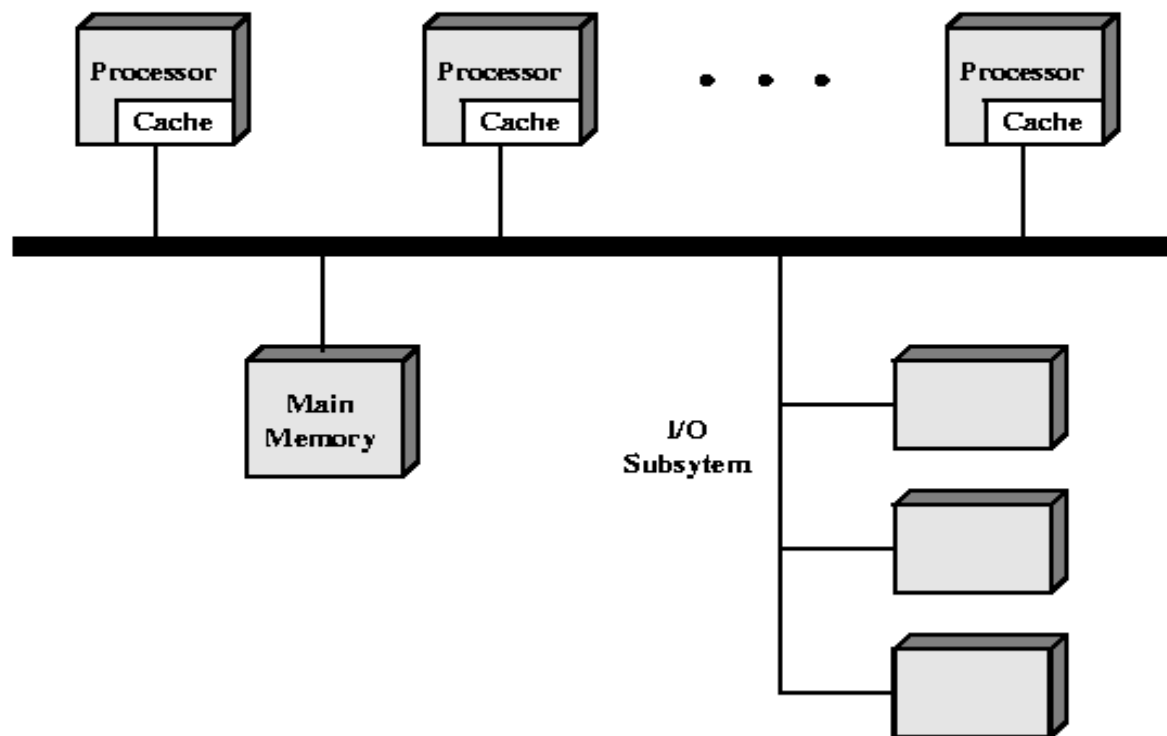 Processor
Cache
Processor
Cache
Processor
Cache
Main
Memory
I/O
Subsytem